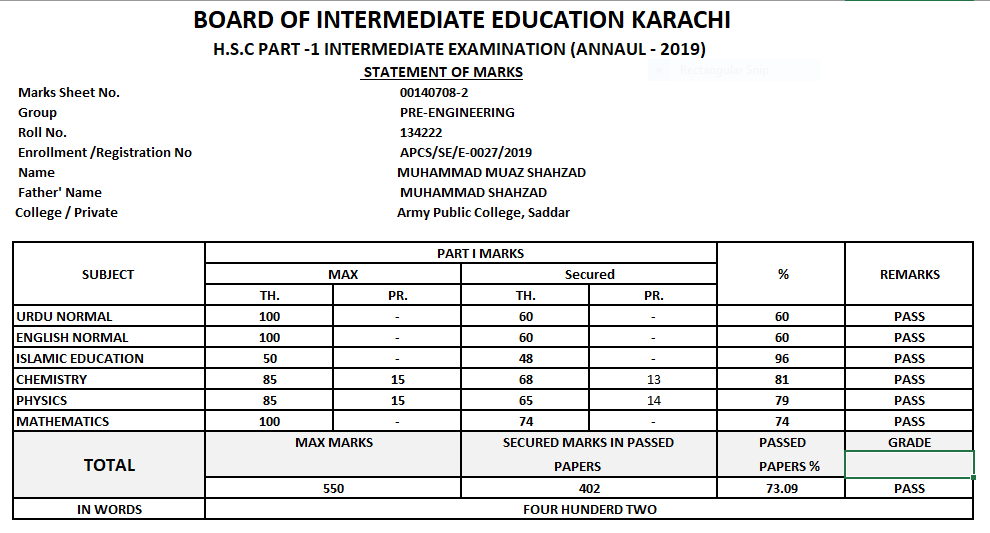 BOARD OF INTERMEDIATE EDUCATION KARACHI
H.S.C PART -1 INTERMEDIATE EXAMINATION (ANNAUL - 2019)
STATEMENT OF MARKS
Rectangular Snip
Marks Sheet No. 00140708-2
Group PRE-ENGINEERING
Roll No. 134222
Enrollment /Registration No APCS/SE/E-0027/2019
Name MUHAMMAD MUAZ SHAHZAD
Father' Name MUHAMMAD SHAHZAD
College / Private Army Public College, Saddar
PART I MARKS
SUBJECT MAX Secured % REMARKS
TH. PR. TH. PR.
URDU NORMAL 100 - 60 - 60 PASS
ENGLISH NORMAL 100 - 60 - 60 PASS
ISLAMIC EDUCATION 50 - 48 - 96 PASS
CHEMISTRY 85 15 68 13 81 PASS
PHYSICS 85 15 65 14 79 PASS
MATHEMATICS 100 - 74 - 74 PASS
TOTAL MAX MARKS SECURED MARKS IN PASSED PASSED GRADE
PAPERS PAPERS %
550 402 73.09 PASS
IN WORDS FOUR HUNDERD TWO